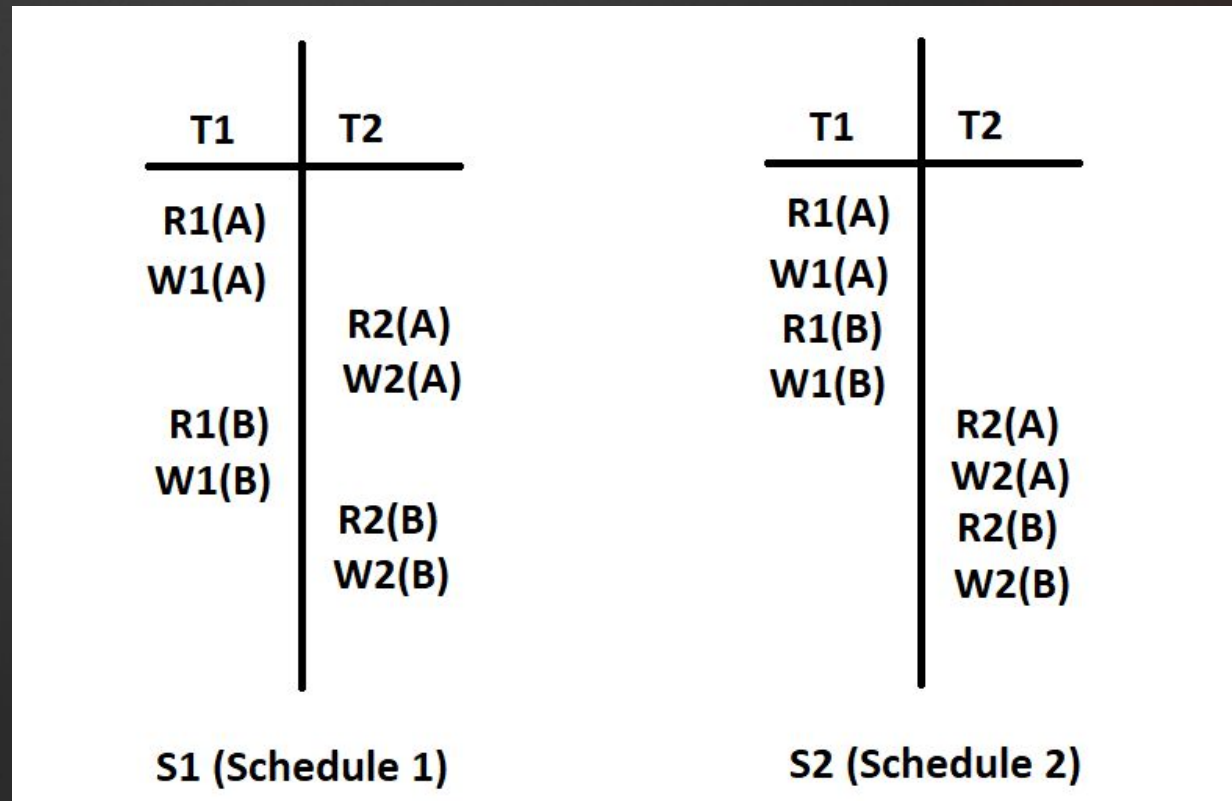 T1 T2
R1(A)
W1(A)
R2(A)
W2(A)
R1(B)
W1(B)
R2(B)
W2(B)
S1 (Schedule 1)
T1 T2
R1(A)
W1(A)
R1(B)
W1(B)
R2(A)
W2(A)
R2(B)
W2(B)
S2 (Schedule 2)